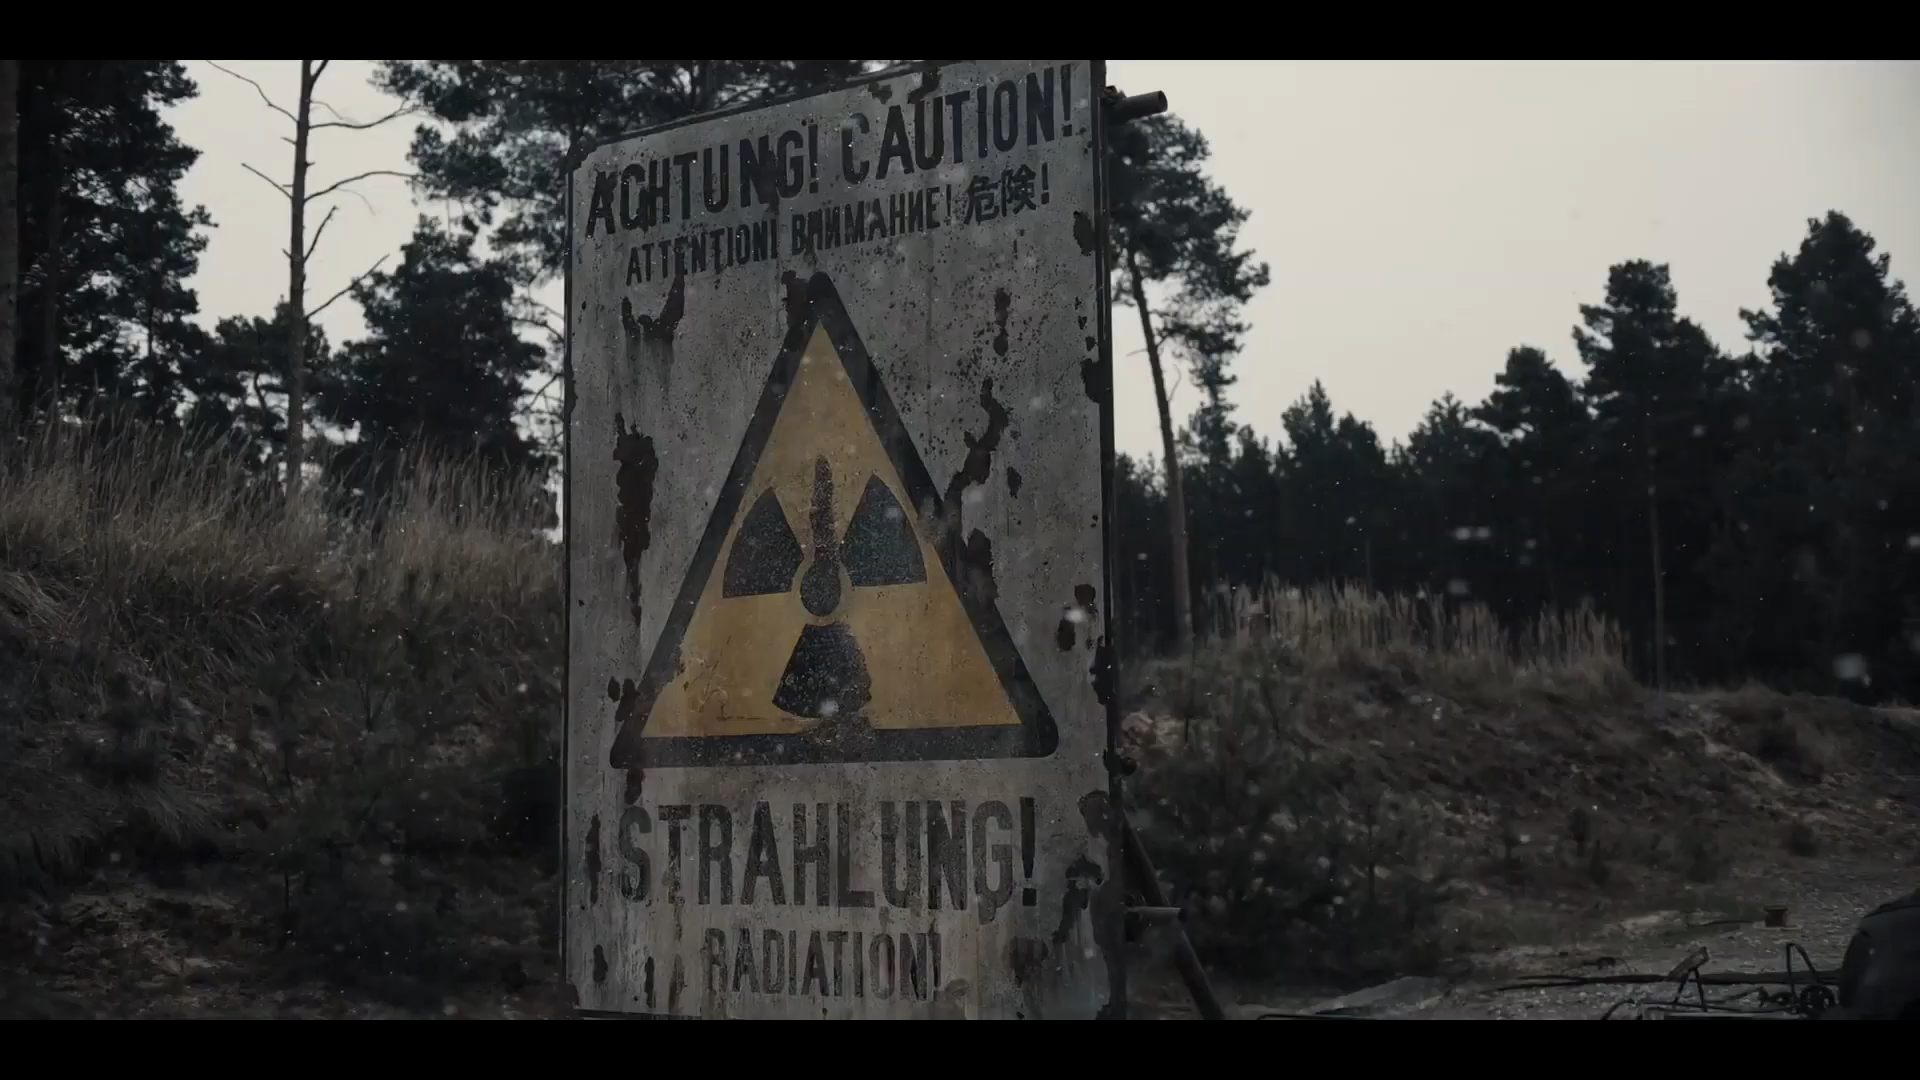 ACHTUNG! CAUTION!
ATTENTION! ВНИМАНИЕ! 危険!
STRAHLUNG!
RADIATION!